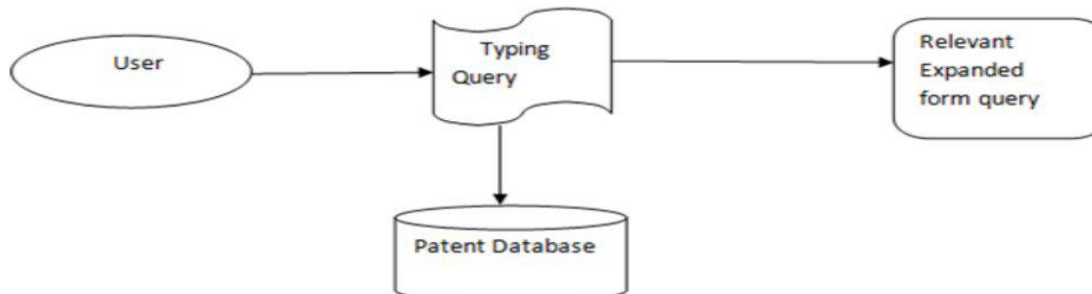 User
Typing
Query
Relevant
Expanded
form query
Patent Database